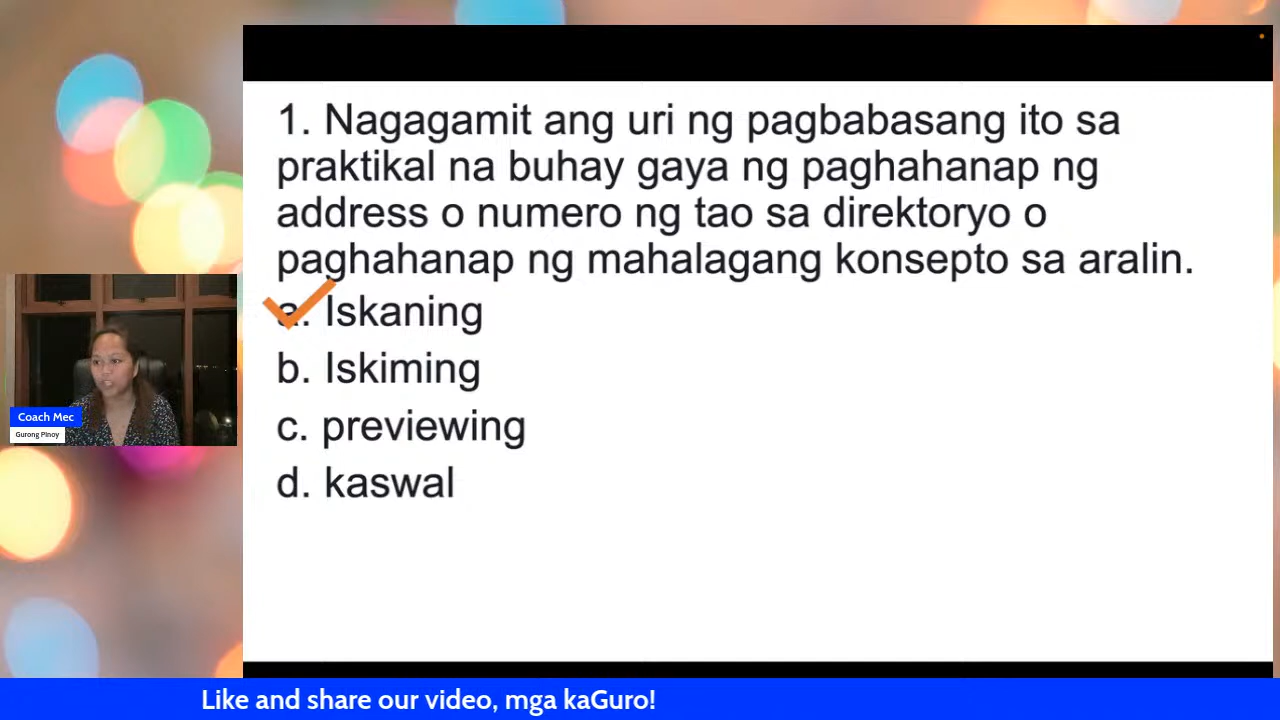 1. Nagagamit ang uri ng pagbabasang ito sa
praktikal na buhay gaya ng paghahanap ng
address o numero ng tao sa direktoryo o
paghahanap ng mahalagang konsepto sa aralin.
a. Iskaning
b. Iskiming
c. previewing
d. kaswal
Coach Mec
Gurong Pinoy
Like and share our video, mga kaGuro!